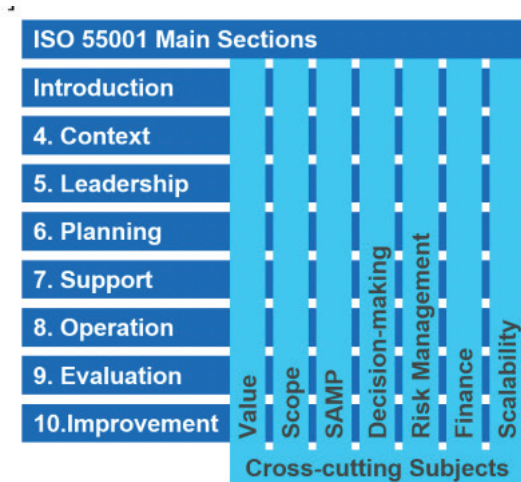 ISO 55001 Main Sections
Introduction
4. Context
5. Leadership
6. Planning
7. Support
8. Operation
9. Evaluation
10.Improvement
Value
Scope
SAMP
Decision-making
Risk Management
Finance
Scalability
Cross-cutting Subjects